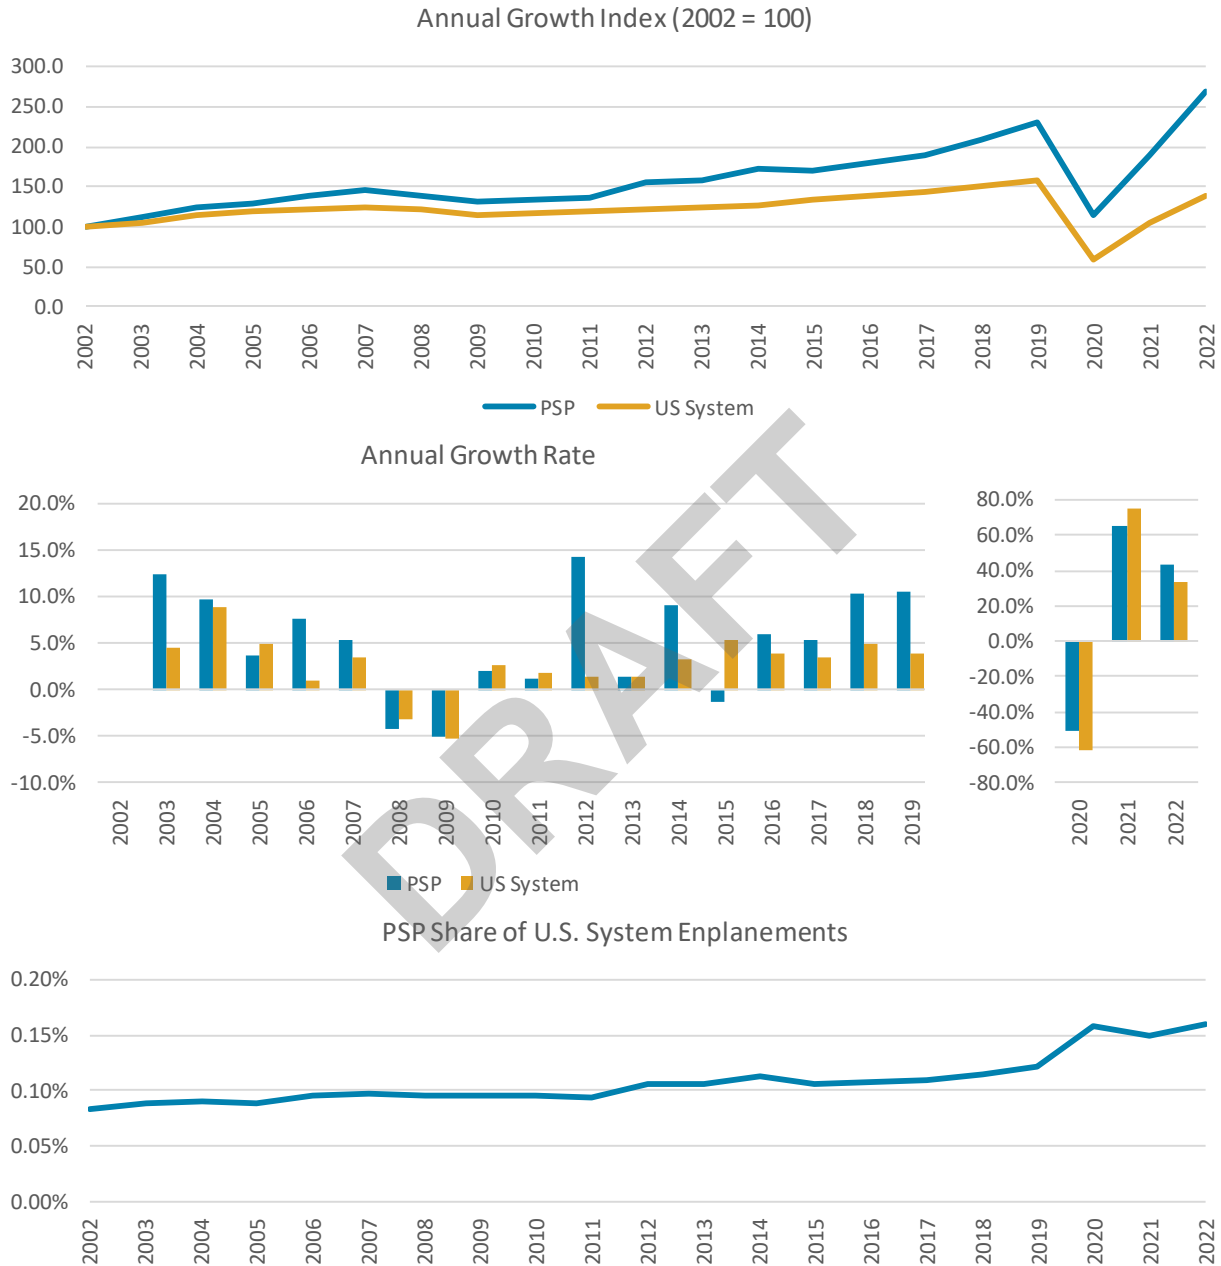 Annual Growth Index (2002 = 100)
300.0
250.0
200.0
150.0
100.0
50.0
0.0
2002 2003 2004 2005 2006 2007 2008 2009 2010 2011 2012 2013 2014 2015 2016 2017 2018 2019 2020 2021 2022
PSP US System
Annual Growth Rate
20.0%
15.0%
10.0%
5.0%
0.0%
-5.0%
-10.0%
2002 2003 2004 2005 2006 2007 2008 2009 2010 2011 2012 2013 2014 2015 2016 2017 2018 2019
PSP US System
80.0%
60.0%
40.0%
20.0%
0.0%
-20.0%
-40.0%
-60.0%
-80.0%
2020 2021 2022
DRAFT
PSP Share of U.S. System Enplanements
0.20%
0.15%
0.10%
0.05%
0.00%
2002 2003 2004 2005 2006 2007 2008 2009 2010 2011 2012 2013 2014 2015 2016 2017 2018 2019 2020 2021 2022